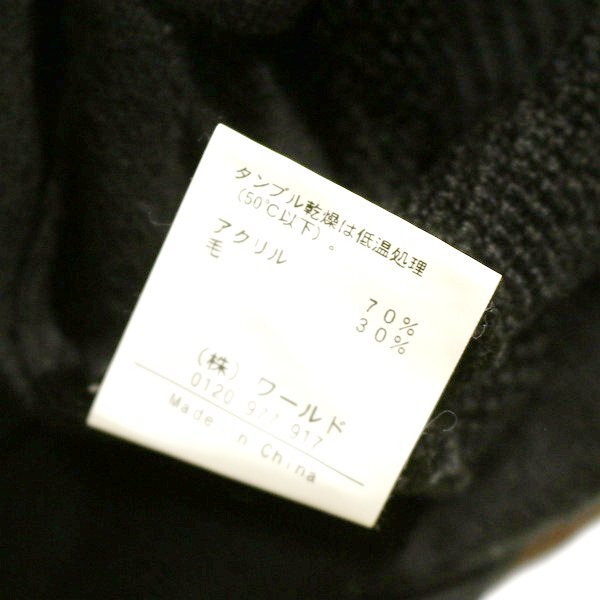 タンブル乾燥は低温処理
(50℃以下)。
アクリル 70%
毛 30%
(株) ワールド
0120 977 917
Made in China